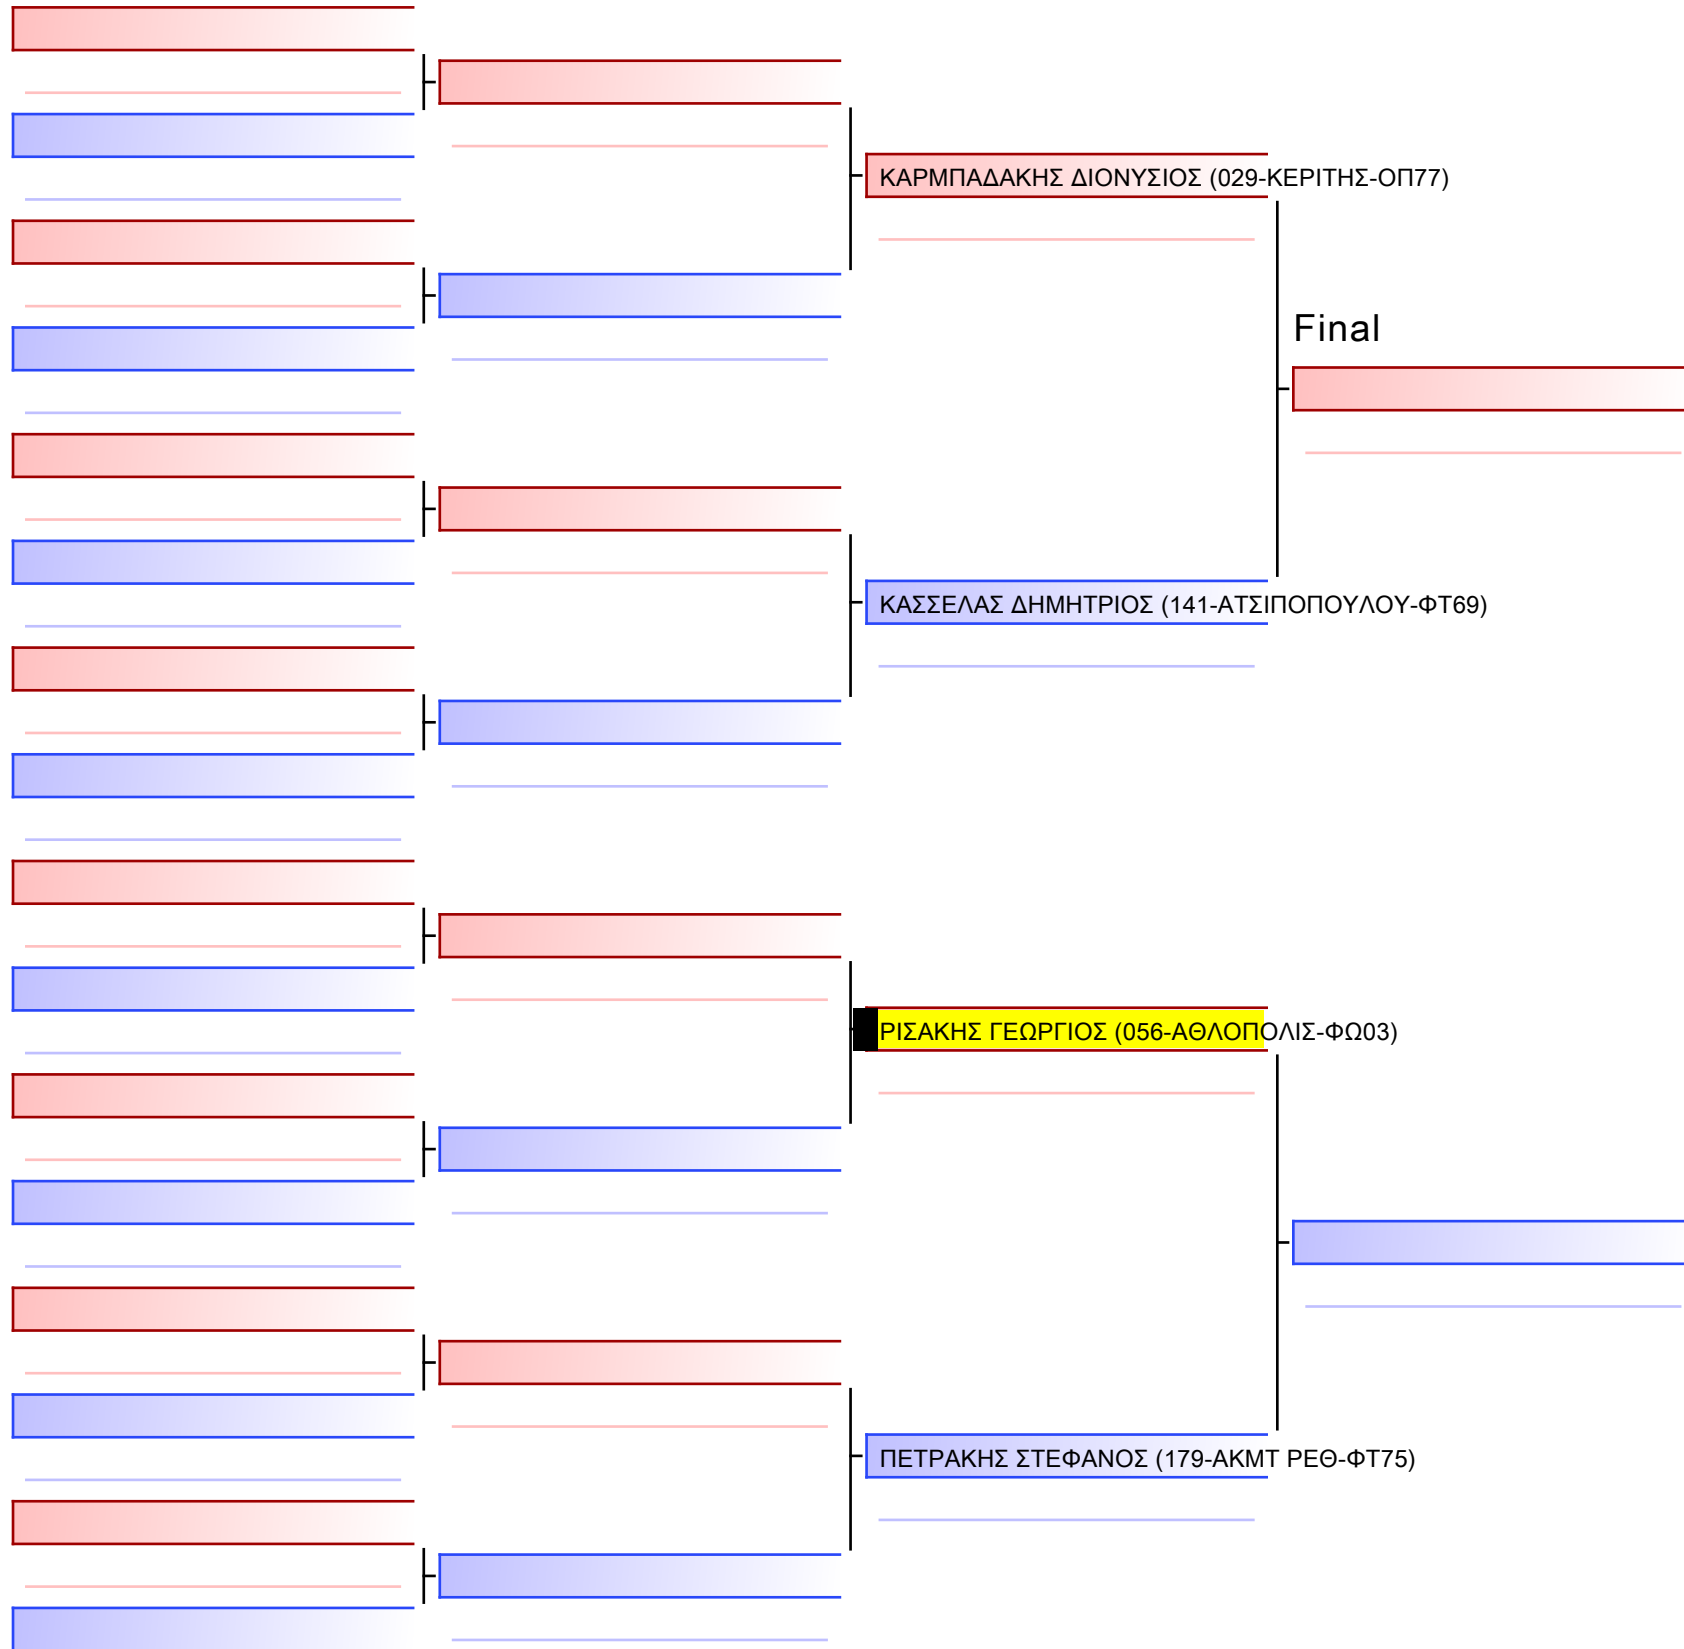 ΚΑΡΜΠΑΔΑΚΗΣ ΔΙΟΝΥΣΙΟΣ (029-ΚΕΡΙΤΗΣ-ΟΠ77)
Final
ΚΑΣΣΕΛΑΣ ΔΗΜΗΤΡΙΟΣ (141-ΑΤΣΙΠΟΠΟΥΛΟΥ-ΦΤ69)
ΡΙΣΑΚΗΣ ΓΕΩΡΓΙΟΣ (056-ΑΘΛΟΠΟΛΙΣ-ΦΩ03)
ΠΕΤΡΑΚΗΣ ΣΤΕΦΑΝΟΣ (179-ΑΚΜΤ ΡΕΘ-ΦΤ75)